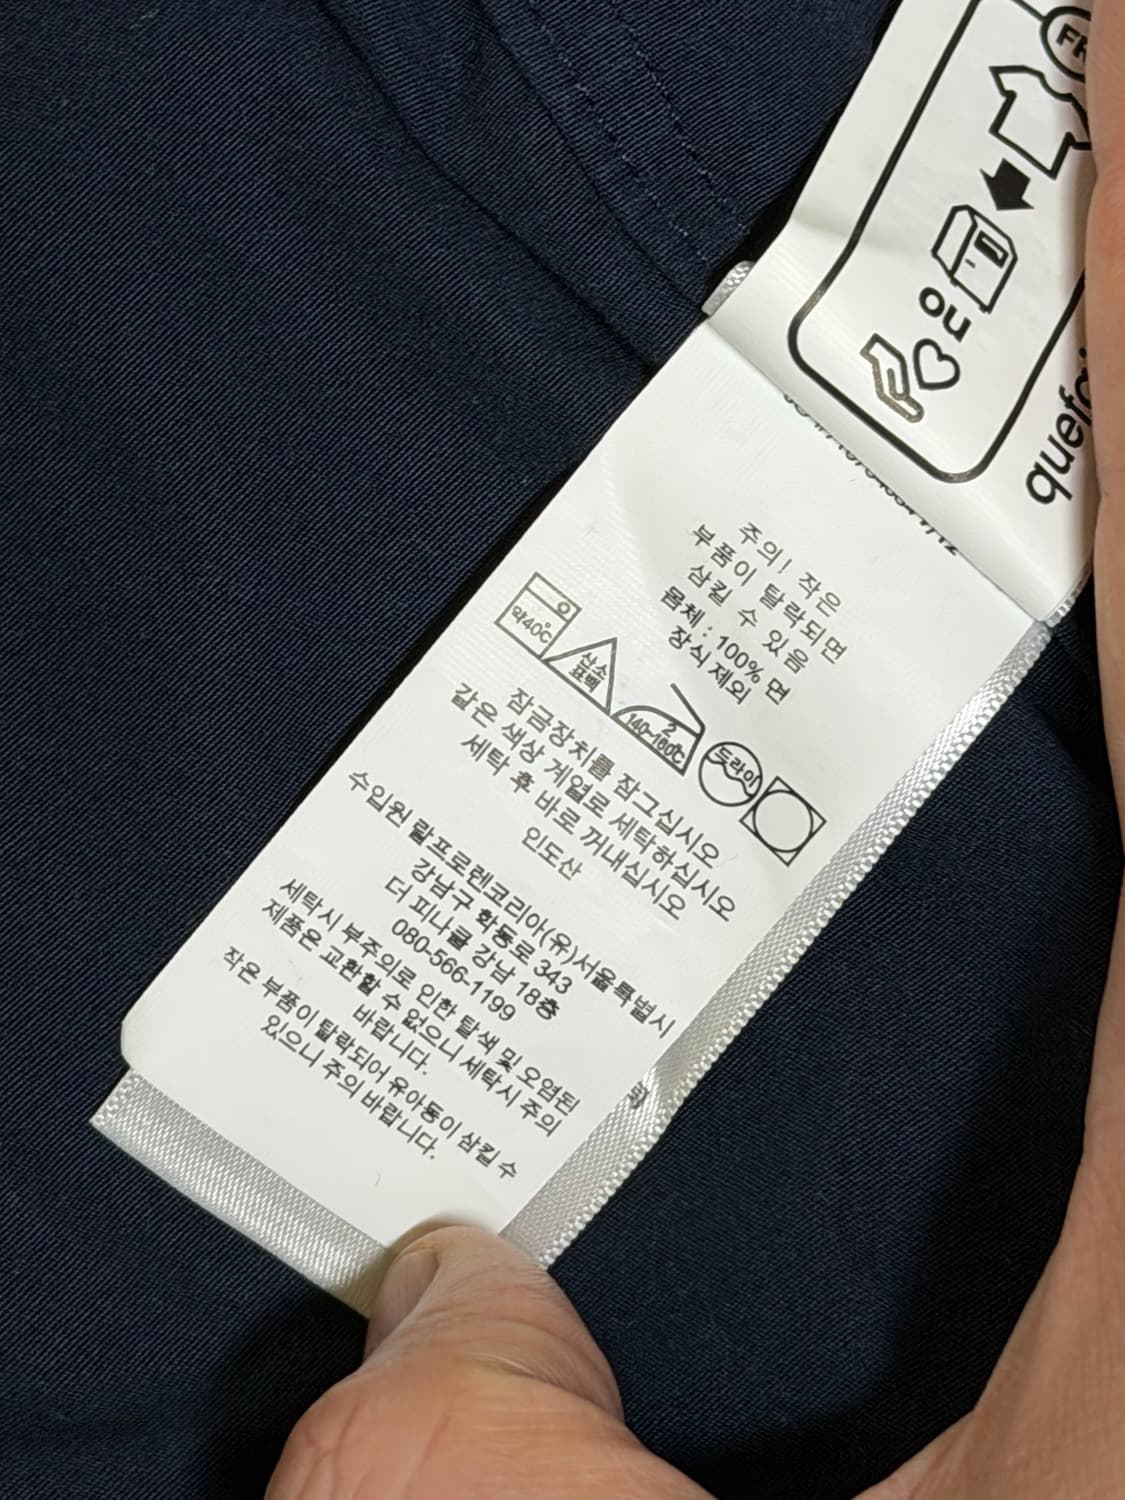 FR
quefa
주의! 작은
부품이 탈락되면
삼킬 수 있음
몸체 : 100% 면
장식제외
약40℃
산소
표백
2
140-160℃
드라이
잠금장치를 잠그십시오
같은 색상 계열로 세탁하십시오
세탁 후 바로 꺼내십시오
인도산
수입원 랄프로렌코리아(유)서울특별시
강남구 학동로 343
더 피나클 강남 18층
080-566-1199
세탁시 부주의로 인한 탈색 및 오염된
제품은 교환할 수 없으니 세탁시 주의
바랍니다.
작은 부품이 탈락되어 유아동이 삼킬 수
있으니 주의 바랍니다.